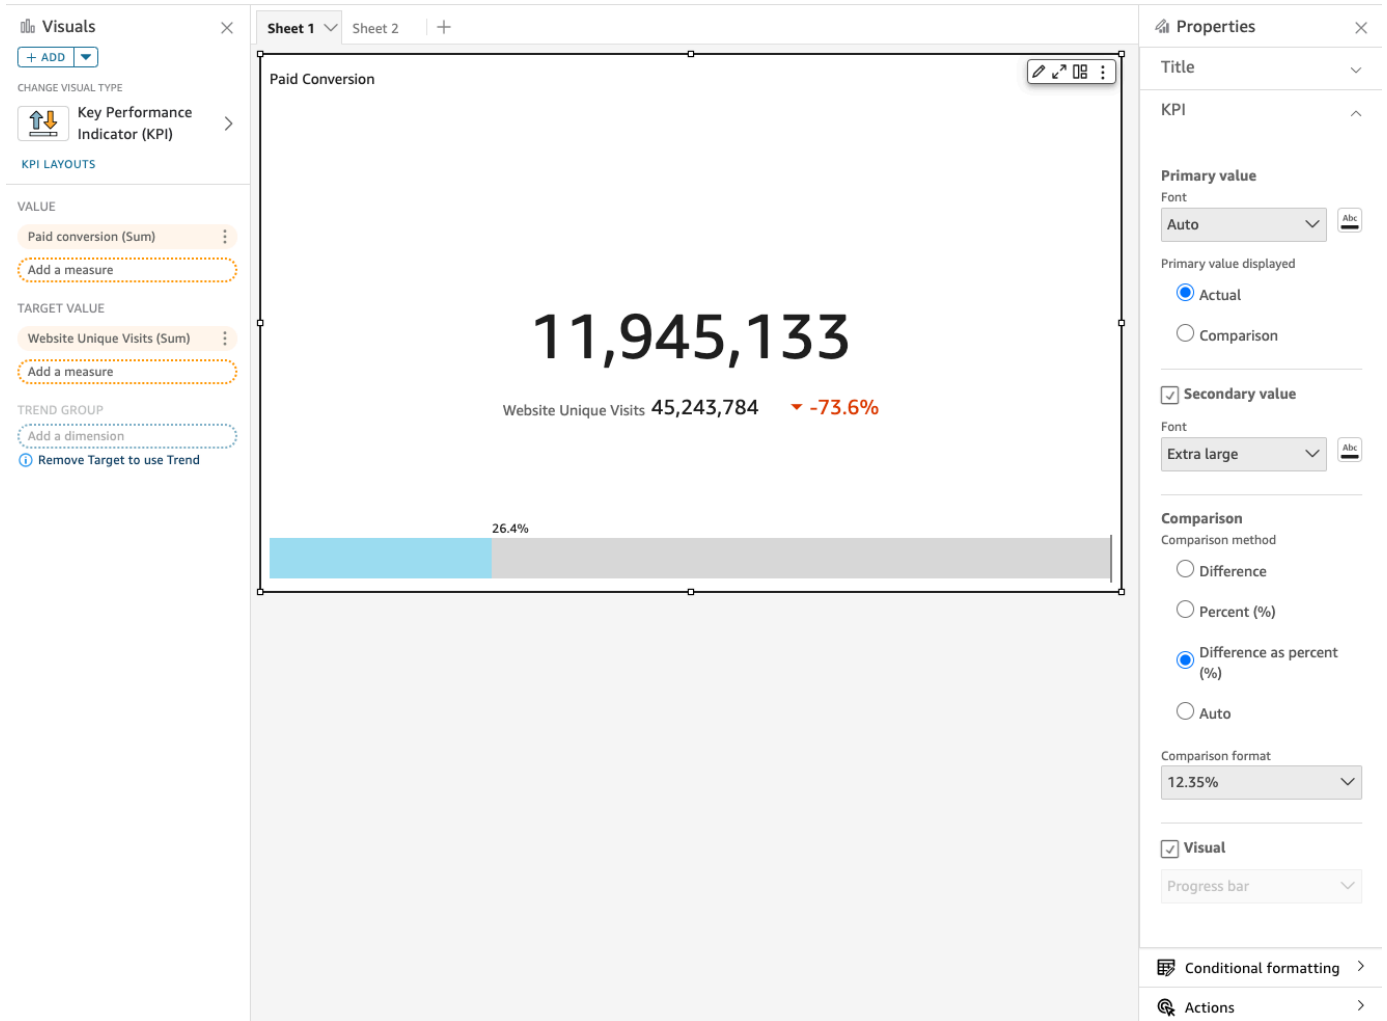 Visuals
+ ADD
CHANGE VISUAL TYPE
Key Performance
Indicator (KPI)
KPI LAYOUTS
VALUE
Paid conversion (Sum)
Add a measure
TARGET VALUE
Website Unique Visits (Sum)
Add a measure
TREND GROUP
Add a dimension
Remove Target to use Trend
Sheet 1
Sheet 2
Paid Conversion
11,945,133
Website Unique Visits 45,243,784 -73.6%
26.4%
Properties
Title
KPI
Primary value
Font
Auto
Abc
Primary value displayed
Actual
Comparison
Secondary value
Font
Extra large
Abc
Comparison
Comparison method
Difference
Percent (%)
Difference as percent
(%)
Auto
Comparison format
12.35%
Visual
Progress bar
Conditional formatting
Actions